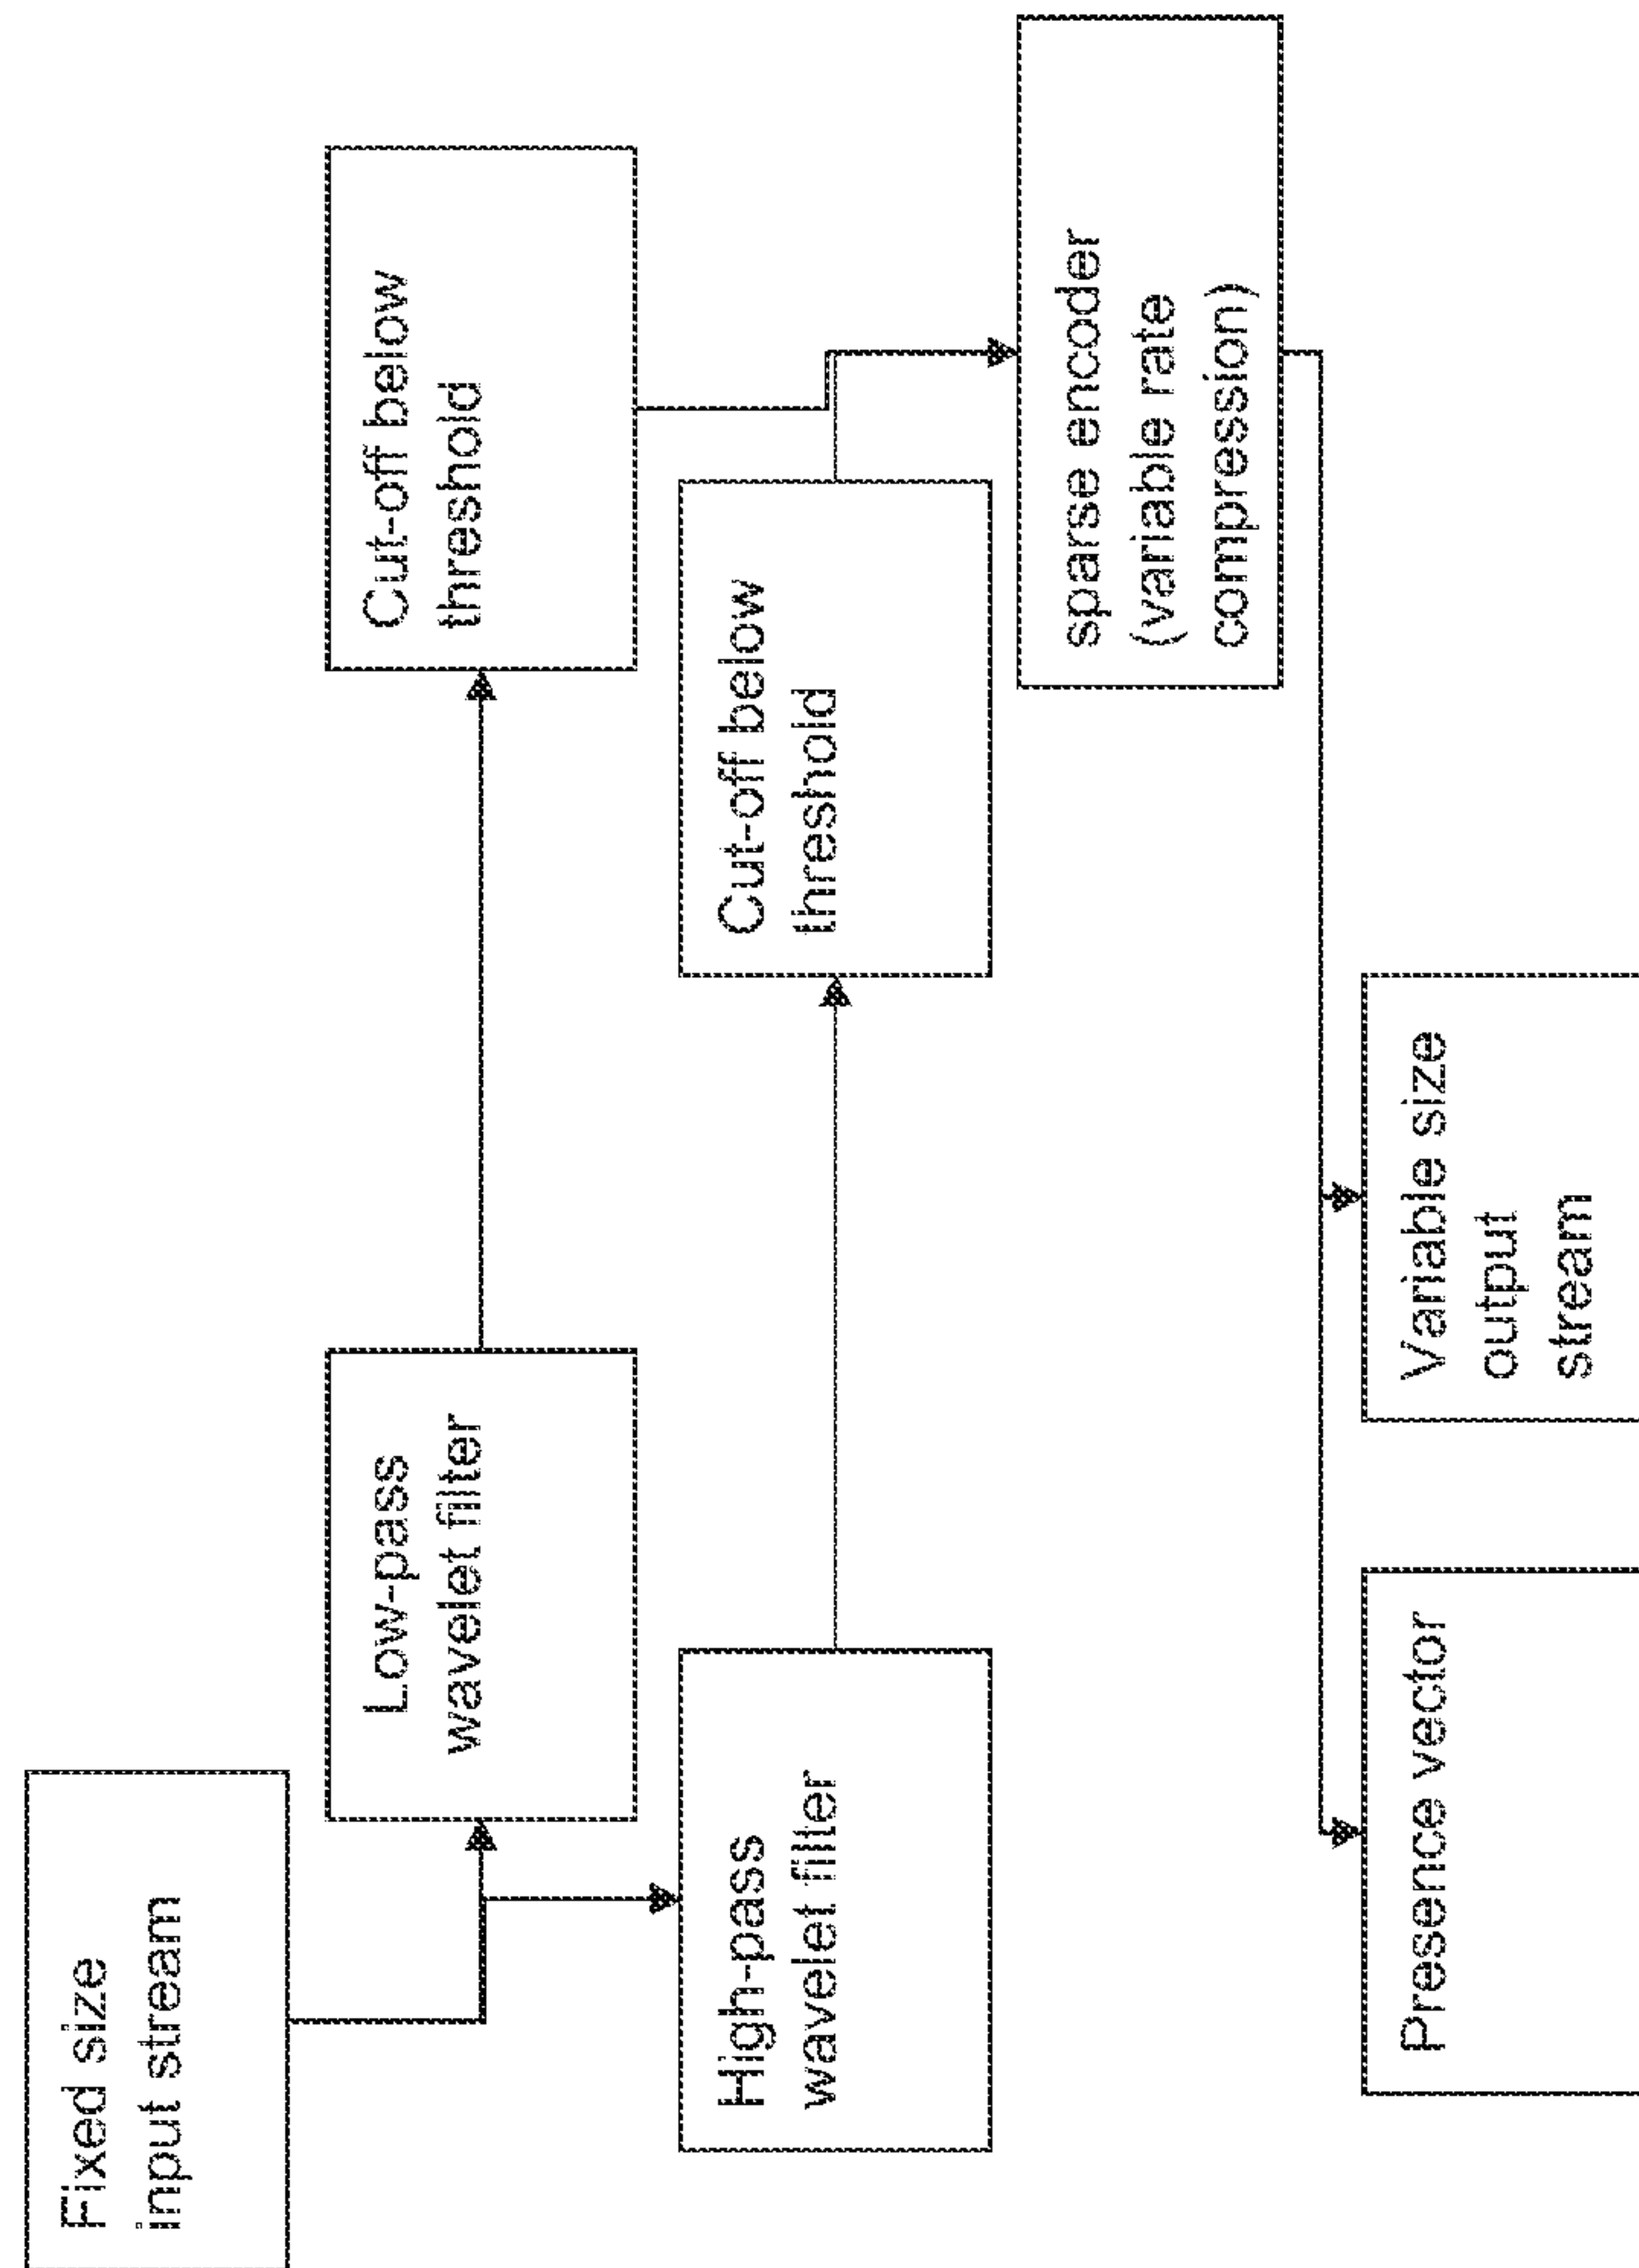 Fixed size
input stream
Low-pass
wavelet filter
Cut-off below
threshold
High-pass
wavelet filter
Cut-off below
threshold
sparse encoder
(variable rate
compression)
Presence vector
Variable size
output
stream